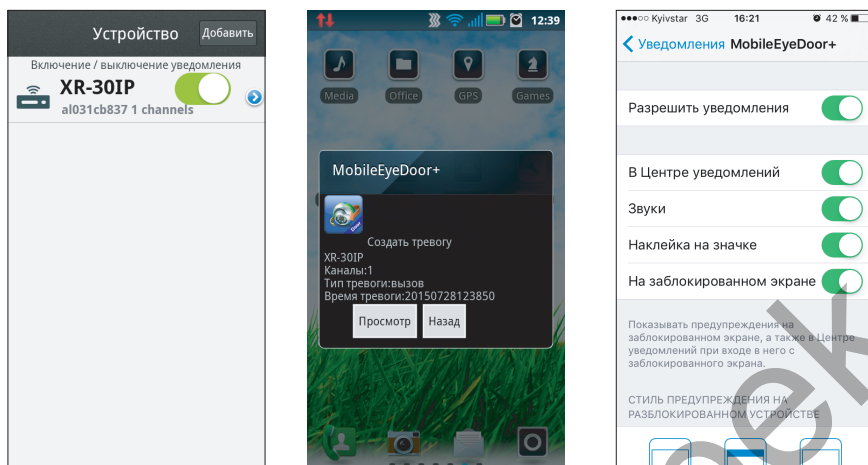 Устройство
Добавить
Включение / выключение уведомления
XR-30IP
al031cb837 1 channels
12:39
Media
Office
GPS
Games
MobileEyeDoor+
Door
Создать тревогу
XR-30IP
Каналы:1
Тип тревоги:вызов
Время тревоги:20150728123850
Просмотр
Назад
Kyivstar 3G 16:21 42 %
Уведомления MobileEyeDoor+
Разрешить уведомления
В Центре уведомлений
Звуки
Наклейка на значке
На заблокированном экране
Показывать предупреждения на
заблокированном экране, а также в Центре
уведомлений при входе в него с
заблокированного экрана.
СТИЛЬ ПРЕДУПРЕЖДЕНИЯ НА
РАЗБЛОКИРОВАННОМ УСТРОЙСТВЕ